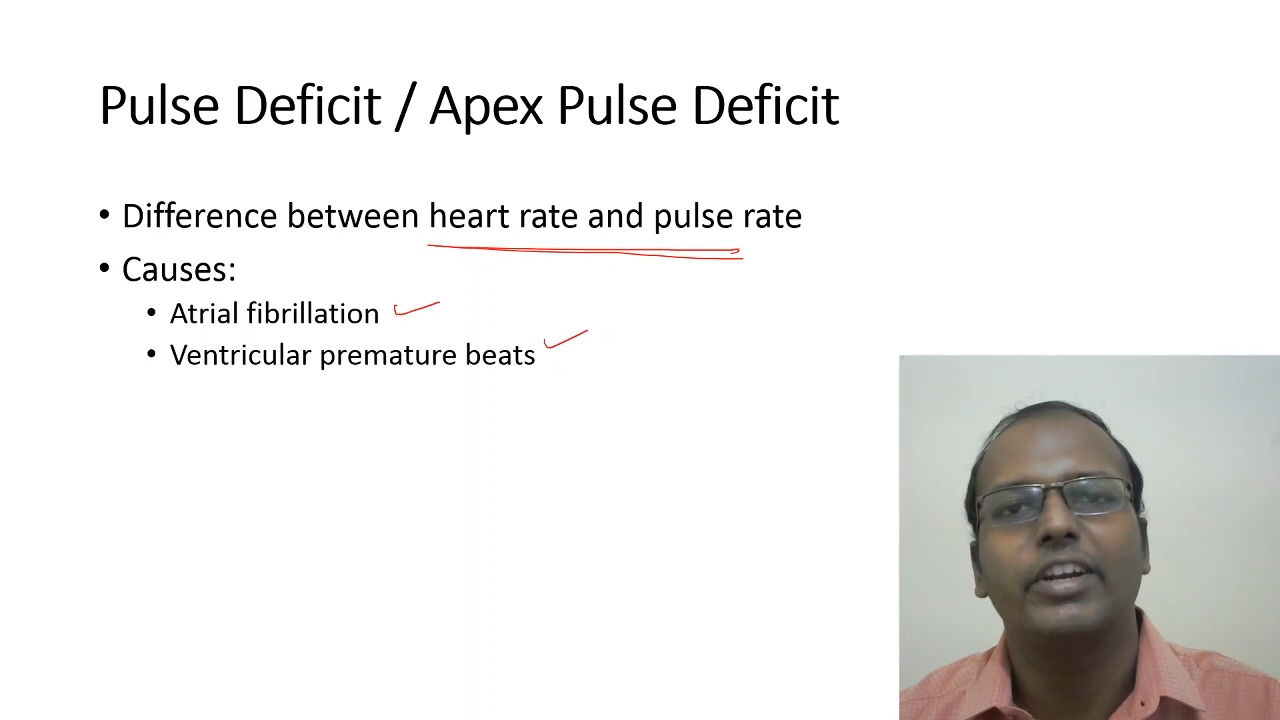 Pulse Deficit / Apex Pulse Deficit
• Difference between heart rate and pulse rate
• Causes:
• Atrial fibrillation
• Ventricular premature beats